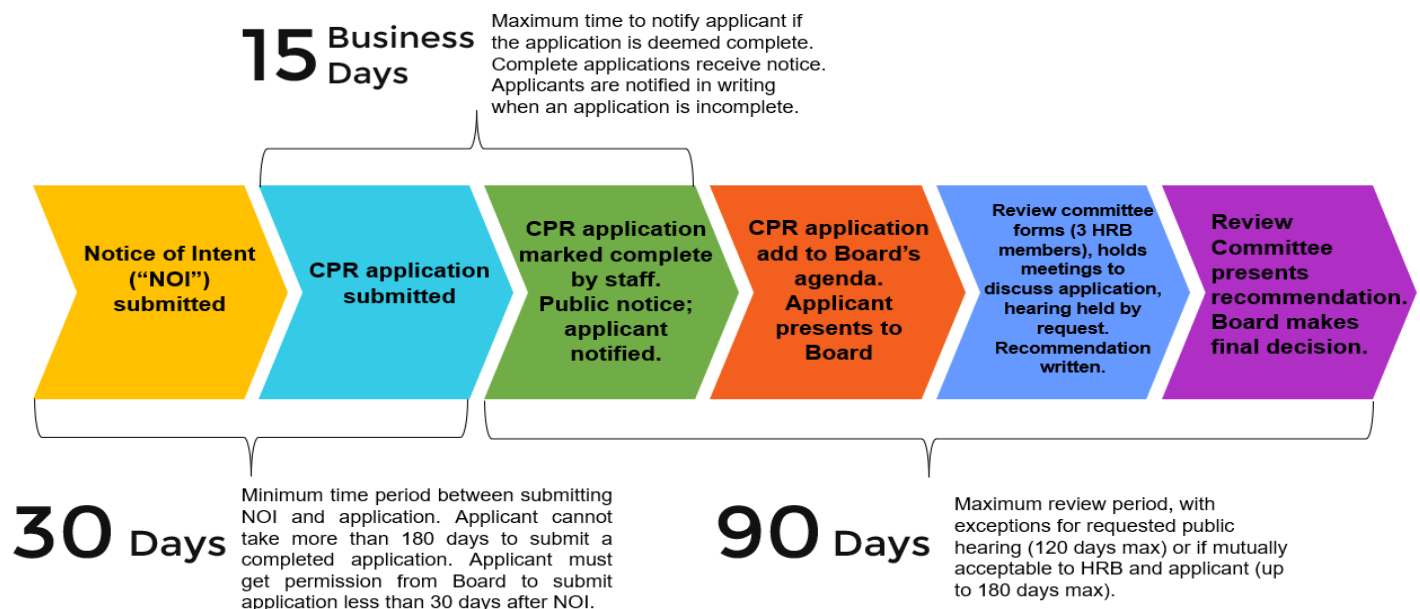 15 Business
Days
Maximum time to notify applicant if
the application is deemed complete.
Complete applications receive notice.
Applicants are notified in writing
when an application is incomplete.
Notice of Intent
(“NOI”)
submitted
CPR application
submitted
CPR application
marked complete
by staff.
Public notice;
applicant
notified.
CPR application
add to Board’s
agenda.
Applicant
presents to
Board
Review committee
forms (3 HRB
members), holds
meetings to
discuss application,
hearing held by
request.
Recommendation
written.
Review
Committee
presents
recommendation.
Board makes
final decision.
30 Days
Minimum time period between submitting
NOI and application. Applicant cannot
take more than 180 days to submit a
completed application. Applicant must
get permission from Board to submit
application less than 30 days after NOI.
90 Days
Maximum review period, with
exceptions for requested public
hearing (120 days max) or if mutually
acceptable to HRB and applicant (up
to 180 days max).